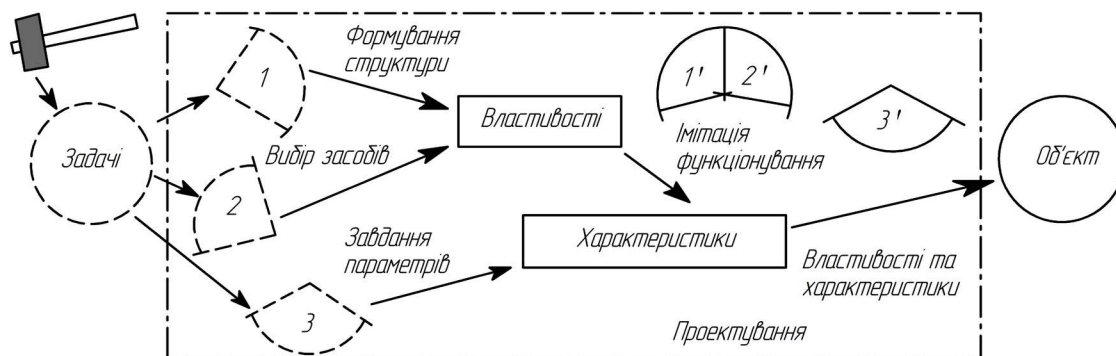 Формування
структури
1
1'
2'
Властивості
3'
Задачі
Вибір засобів
Імітація
функціонування
Об'єкт
2
Завдання
параметрів
Характеристики
Властивості та
характеристики
3
Проектування